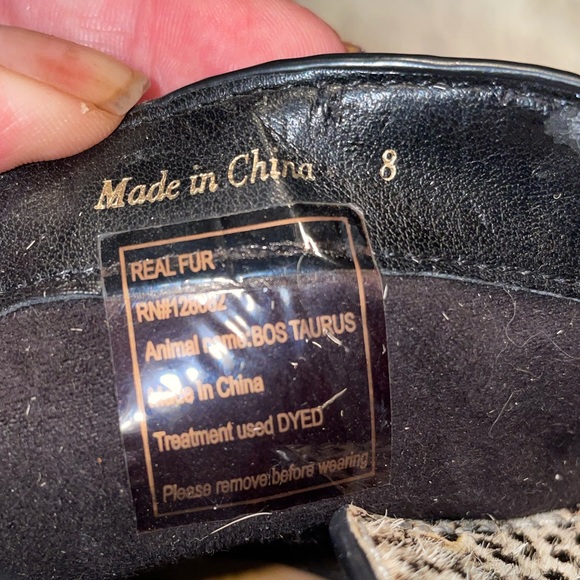 Made in China 8
REAL FUR
Animal name:BOS TAURUS
Made In China
Treatment used DYED
Please remove before wearing